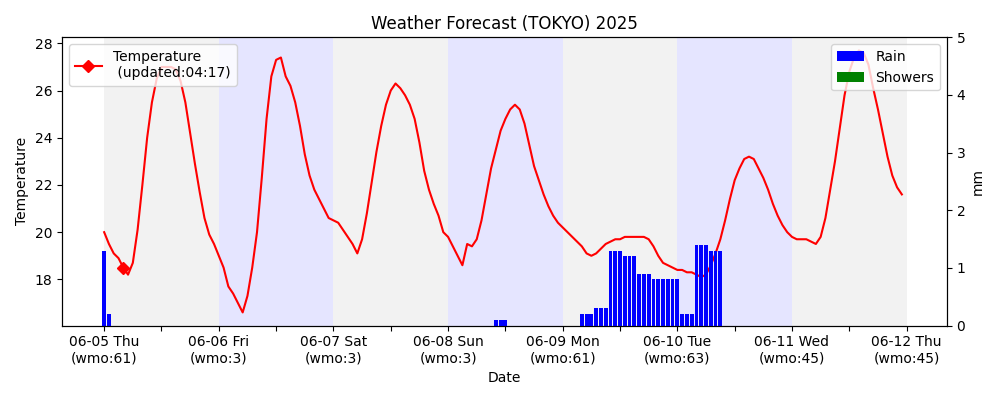 Weather Forecast (TOKYO) 2025
Temperature
(updated:04:17)
Rain
Showers
28
26
24
22
20
18
Temperature
5
4
3
2
1
0
mm
06-05 Thu
(wmo:61)
06-06 Fri
(wmo:3)
06-07 Sat
(wmo:3)
06-08 Sun
(wmo:3)
06-09 Mon
(wmo:61)
06-10 Tue
(wmo:63)
06-11 Wed
(wmo:45)
06-12 Thu
(wmo:45)
Date